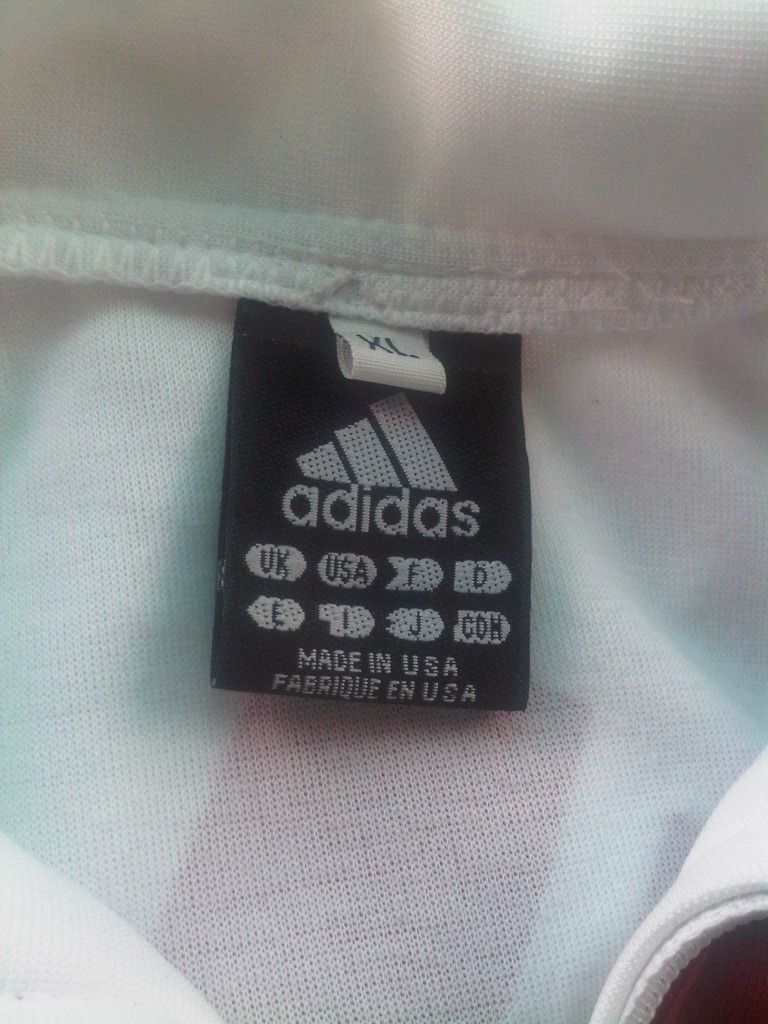 XL.
adidas
UK USA F D
E I J CDN
MADE IN USA
FABRIQUE EN USA